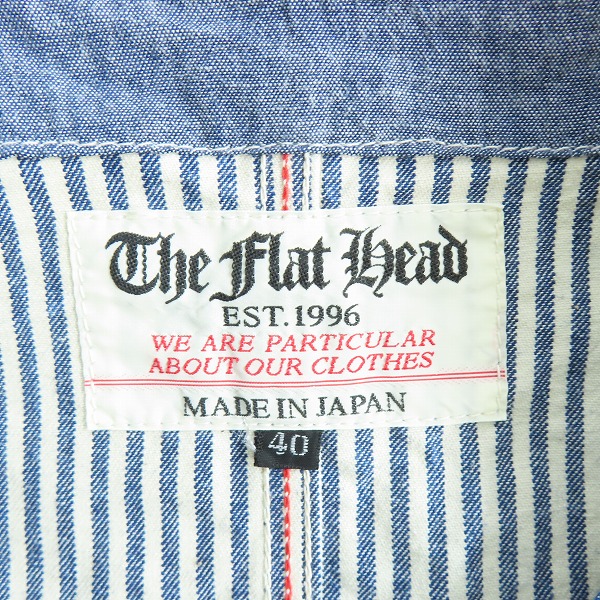 The Flat Head
EST.1996
WE ARE PARTICULAR
ABOUT OUR CLOTHES
MADE IN JAPAN
40